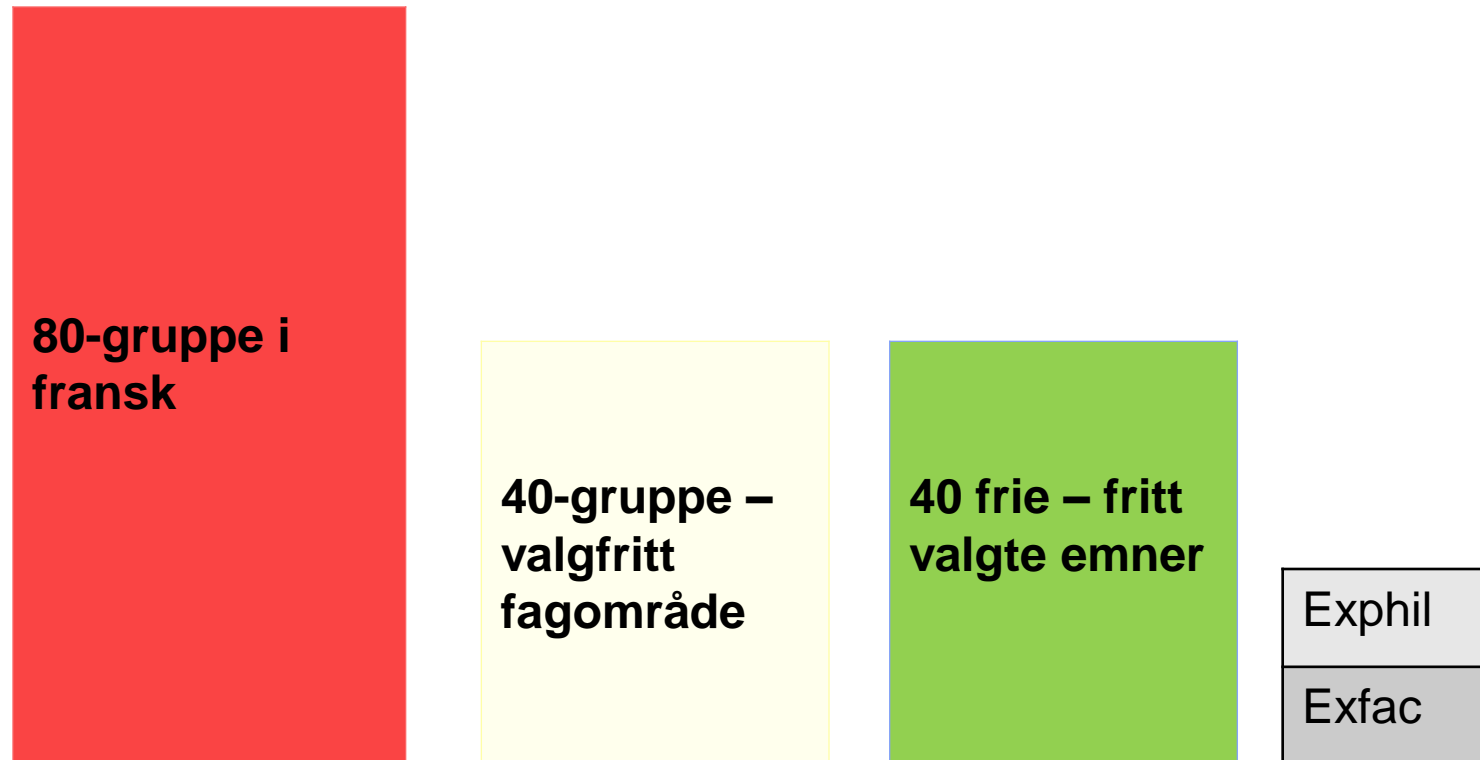 80-gruppe i
fransk
40-gruppe –
valgfritt
fagområde
40 frie – fritt
valgte emner
Exphil
Exfac